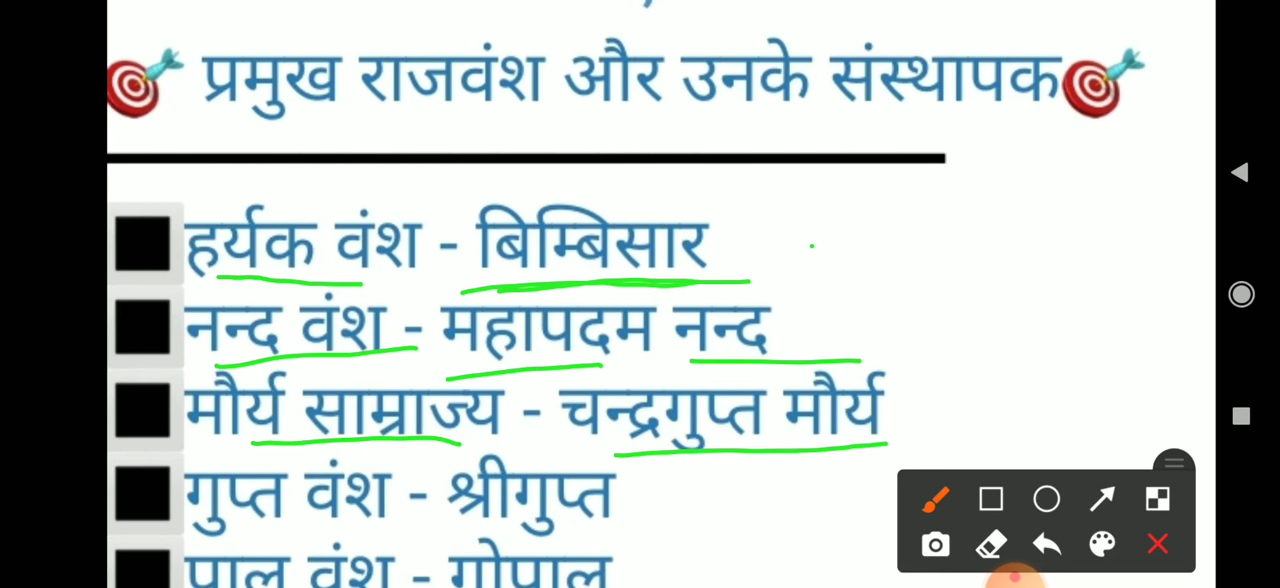 प्रमुख राजवंश और उनके संस्थापक
हर्यक वंश - बिम्बिसार
नन्द वंश - महापदम नन्द
मौर्य साम्राज्य - चन्द्रगुप्त मौर्य
गुप्त वंश - श्रीगुप्त
पाल वंश - गोपाल